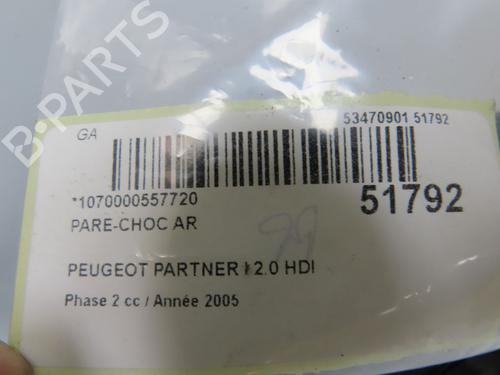 B-PARTS
GA
53470901 51792
*1070000557720
51792
PARE-CHOC AR
PEUGEOT PARTNER I 2.0 HDI
Phase 2 cc / Année 2005